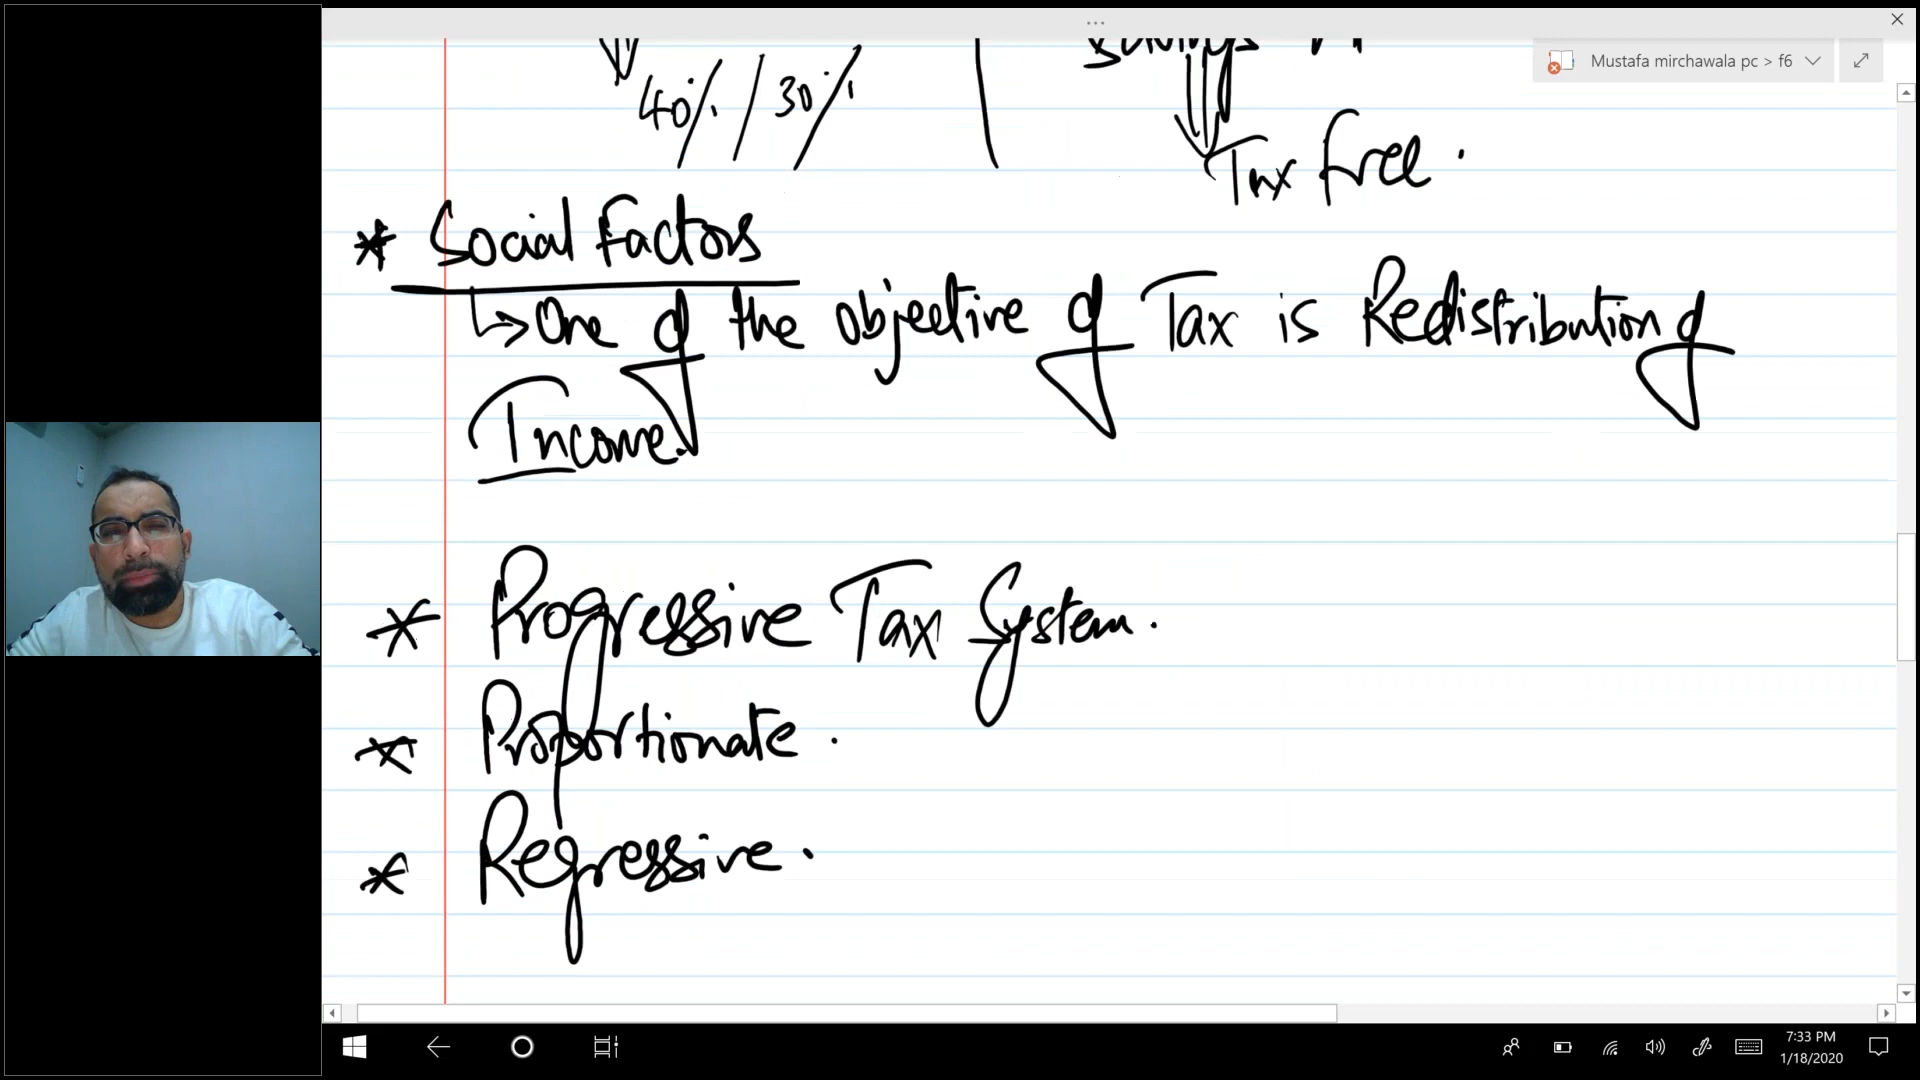 Mustafa mirchawala pc > f6
40% / 30%
Tax free.
* Social Factors
↳ One of the objective of Tax is Redistribution of
Income.
* Progressive Tax System.
* Proportionate.
* Regressive.
7:33 PM
1/18/2020